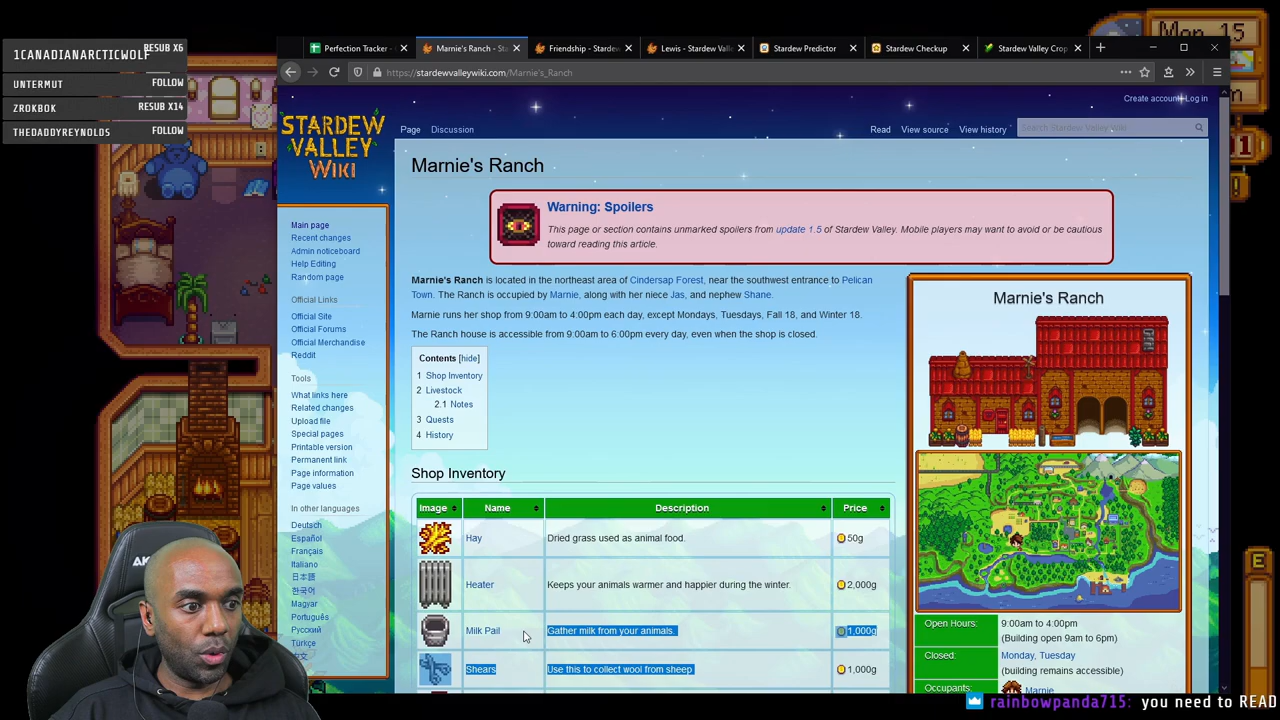 1CANADIANARCTICWOLF RESUB X6
UNTERMUT FOLLOW
ZROKBOK RESUB X14
THEDADDYREYNOLDS FOLLOW
Perfection Tracker -
Marnie's Ranch - Sta
Friendship - Stardew
Lewis - Stardew Vall
Stardew Predictor
Stardew Checkup
Stardew Valley Crop
https://stardewvalleywiki.com/Marnie's_Ranch
Mon. 15
Create account Log in
STARDEW VALLEY WIKI
Page Discussion
Read View source View history
Search Stardew Valley Wiki
Marnie's Ranch
Warning: Spoilers
This page or section contains unmarked spoilers from update 1.5 of Stardew Valley. Mobile players may want to avoid or be cautious
toward reading this article.
Main page
Recent changes
Admin noticeboard
Help Editing
Random page
Official Links
Official Site
Official Forums
Official Merchandise
Reddit
Tools
What links here
Related changes
Upload file
Special pages
Printable version
Permanent link
Page information
Page values
In other languages
Deutsch
Español
Français
Italiano
日本語
한국어
Magyar
Português
Русский
Türkçe
Marnie's Ranch is located in the northeast area of Cindersap Forest, near the southwest entrance to Pelican
Town. The Ranch is occupied by Marnie, along with her niece Jas, and nephew Shane.
Marnie runs her shop from 9:00am to 4:00pm each day, except Mondays, Tuesdays, Fall 18, and Winter 18.
The Ranch house is accessible from 9:00am to 6:00pm every day, even when the shop is closed.
Contents [hide]
1 Shop Inventory
2 Livestock
2.1 Notes
3 Quests
4 History
Shop Inventory
Image Name Description Price
Hay Dried grass used as animal food. 50g
Heater Keeps your animals warmer and happier during the winter. 2,000g
Milk Pail Gather milk from your animals. 1,000g
Shears Use this to collect wool from sheep 1,000g
Marnie's Ranch
Open Hours: 9:00am to 4:00pm
(Building open 9am to 6pm)
Closed: Monday, Tuesday
(building remains accessible)
Occupants: Marnie
E
AK
rainbowpanda715: you need to READ